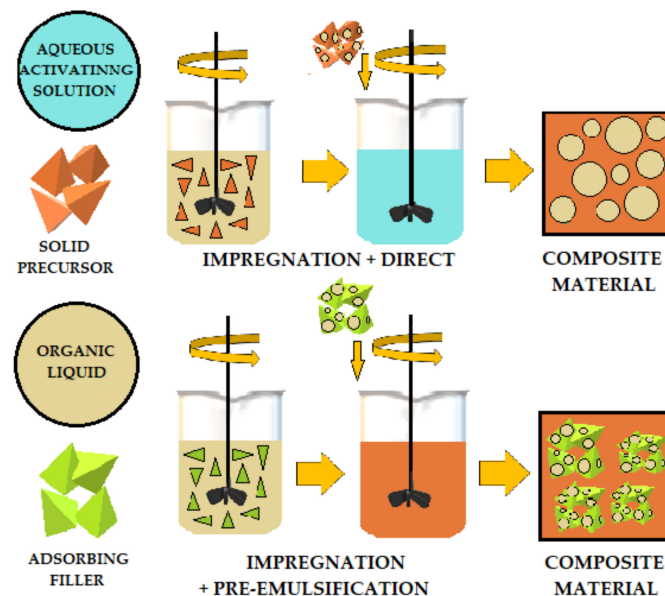 AQUEOUS
ACTIVATINNG
SOLUTION
SOLID
PRECURSOR
IMPREGNATION + DIRECT
COMPOSITE
MATERIAL
ORGANIC
LIQUID
ADSORBING
FILLER
IMPREGNATION
+ PRE-EMULSIFICATION
COMPOSITE
MATERIAL